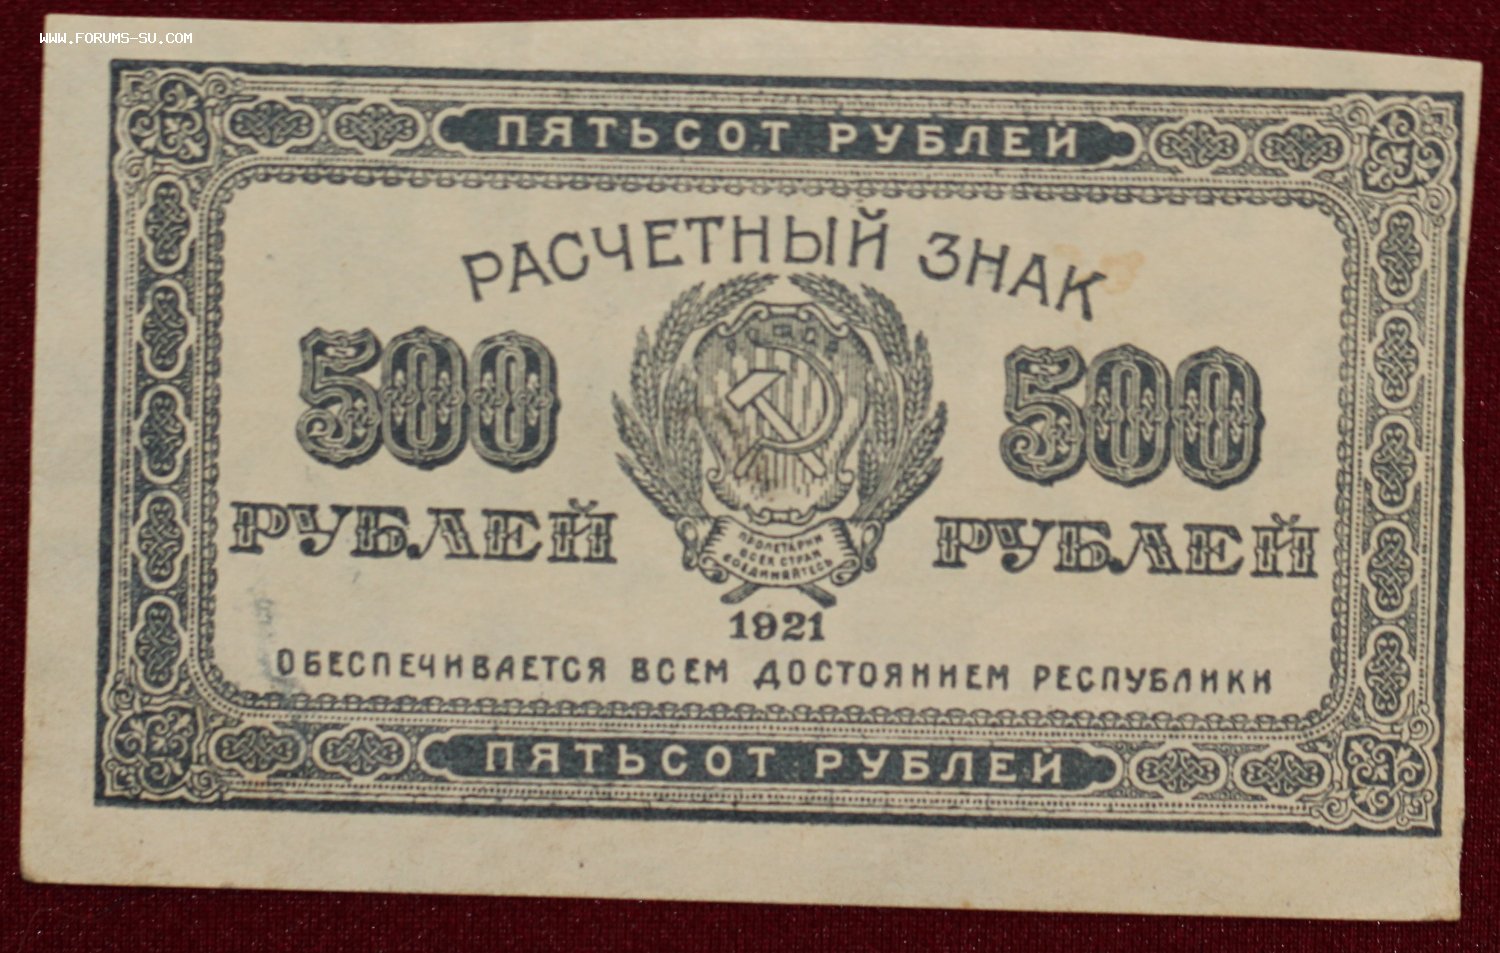 WWW.FORUMS-SU.COM
ПЯТЬСОТ РУБЛЕЙ
РАСЧЕТНЫЙ ЗНАК
500 500
РУБЛЕЙ РУБЛЕЙ
ПРОЛЕТАРИИ
ВСЕХ СТРАН
СОЕДИНЯЙТЕСЬ
1921
ОБЕСПЕЧИВАЕТСЯ ВСЕМ ДОСТОЯНИЕМ РЕСПУБЛИКИ
ПЯТЬСОТ РУБЛЕЙ